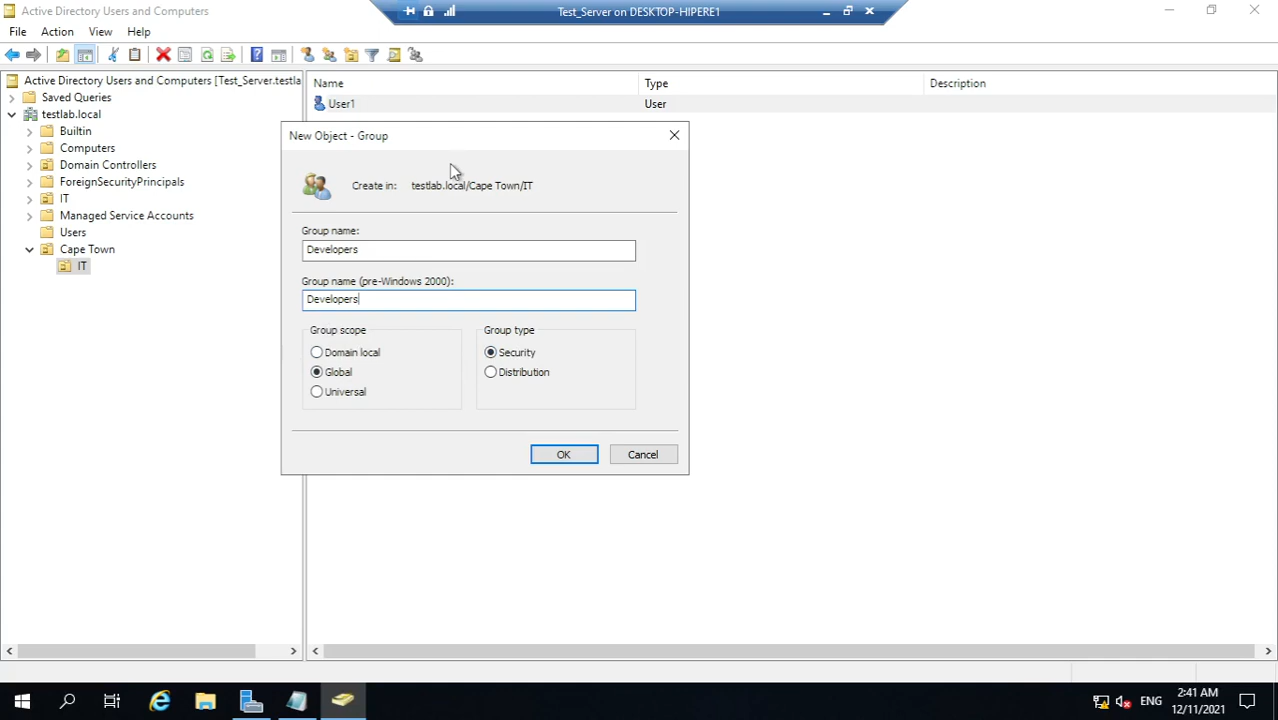 Active Directory Users and Computers
Test_Server on DESKTOP-HIPERE1
File Action View Help
Active Directory Users and Computers [Test_Server.testla
Saved Queries
testlab.local
Builtin
Computers
Domain Controllers
ForeignSecurityPrincipals
IT
Managed Service Accounts
Users
Cape Town
IT
Name Type Description
User1 User
New Object - Group
Create in: testlab.local/Cape Town/IT
Group name:
Developers
Group name (pre-Windows 2000):
Developers
Group scope
Domain local
Global
Universal
Group type
Security
Distribution
OK Cancel
ENG
2:41 AM
12/11/2021